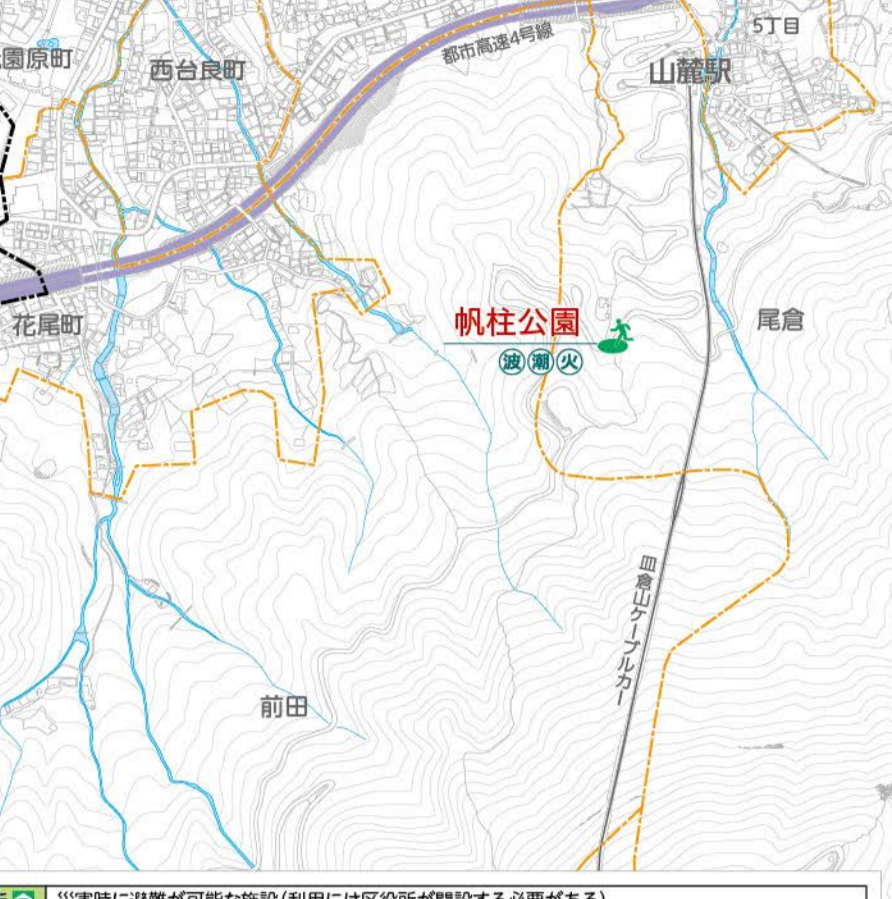 5丁目
園原町
西台良町
都市高速4号線
山麓駅
花尾町
帆柱公園
波 潮 火
尾倉
皿倉山ケーブルカー
前田
災害時に避難が可能な施設(利用には区役所が開設する必要がある)